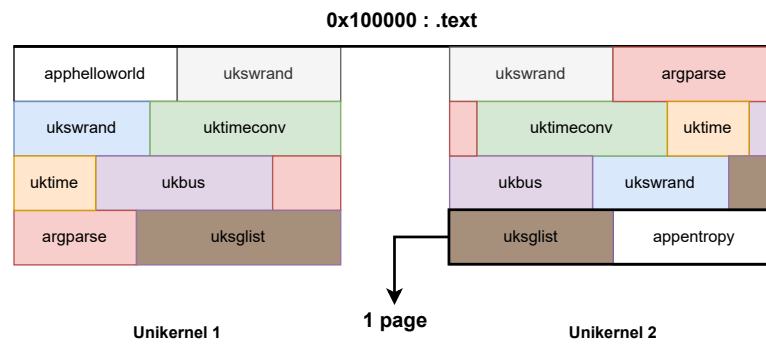 0x100000 : .text
apphelloworld ukswrand
ukswrand uktimeconv
uktime ukbus
argparse uksglist
ukswrand argparse
uktimeconv uktime
ukbus ukswrand
uksglist appentropy
1 page
Unikernel 1
Unikernel 2